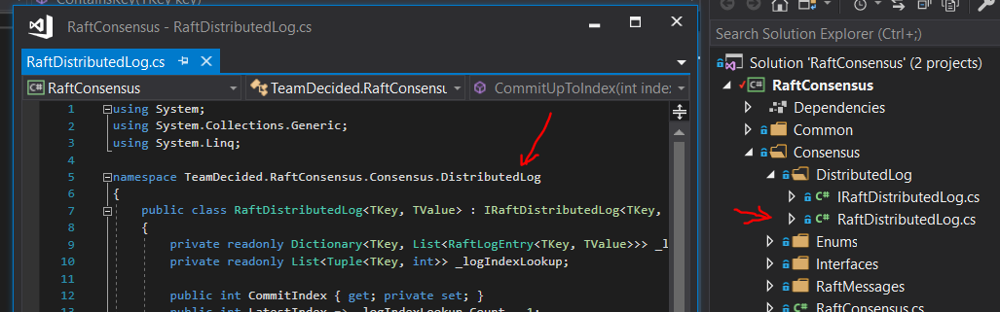 ContainsKey(TKey key)
RaftConsensus - RaftDistributedLog.cs
RaftDistributedLog.cs
C# RaftConsensus
TeamDecided.RaftConsensu
CommitUpToIndex(int index
1 using System;
2 using System.Collections.Generic;
3 using System.Linq;
4
5 namespace TeamDecided.RaftConsensus.Consensus.DistributedLog
6 {
7 public class RaftDistributedLog<TKey, TValue> : IRaftDistributedLog<TKey,
8 {
9 private readonly Dictionary<TKey, List<RaftLogEntry<TKey, TValue>>> _l
10 private readonly List<Tuple<TKey, int>> _logIndexLookup;
11
12 public int CommitIndex { get; private set; }
13 public int LatestIndex => _logIndexLookup.Count - 1;
Search Solution Explorer (Ctrl+;)
Solution 'RaftConsensus' (2 projects)
C# RaftConsensus
Dependencies
Common
Consensus
DistributedLog
C# IRaftDistributedLog.cs
C# RaftDistributedLog.cs
Enums
Interfaces
RaftMessages
C# RaftConsensus.cs